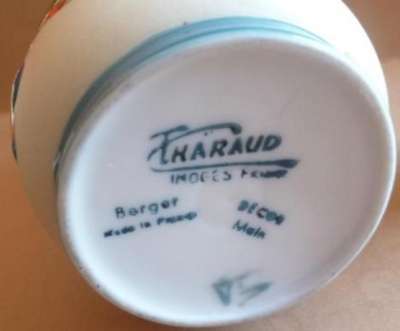 THARAUD
LIMOGES FRANCE
Berger
Made in France
DECOR
Main